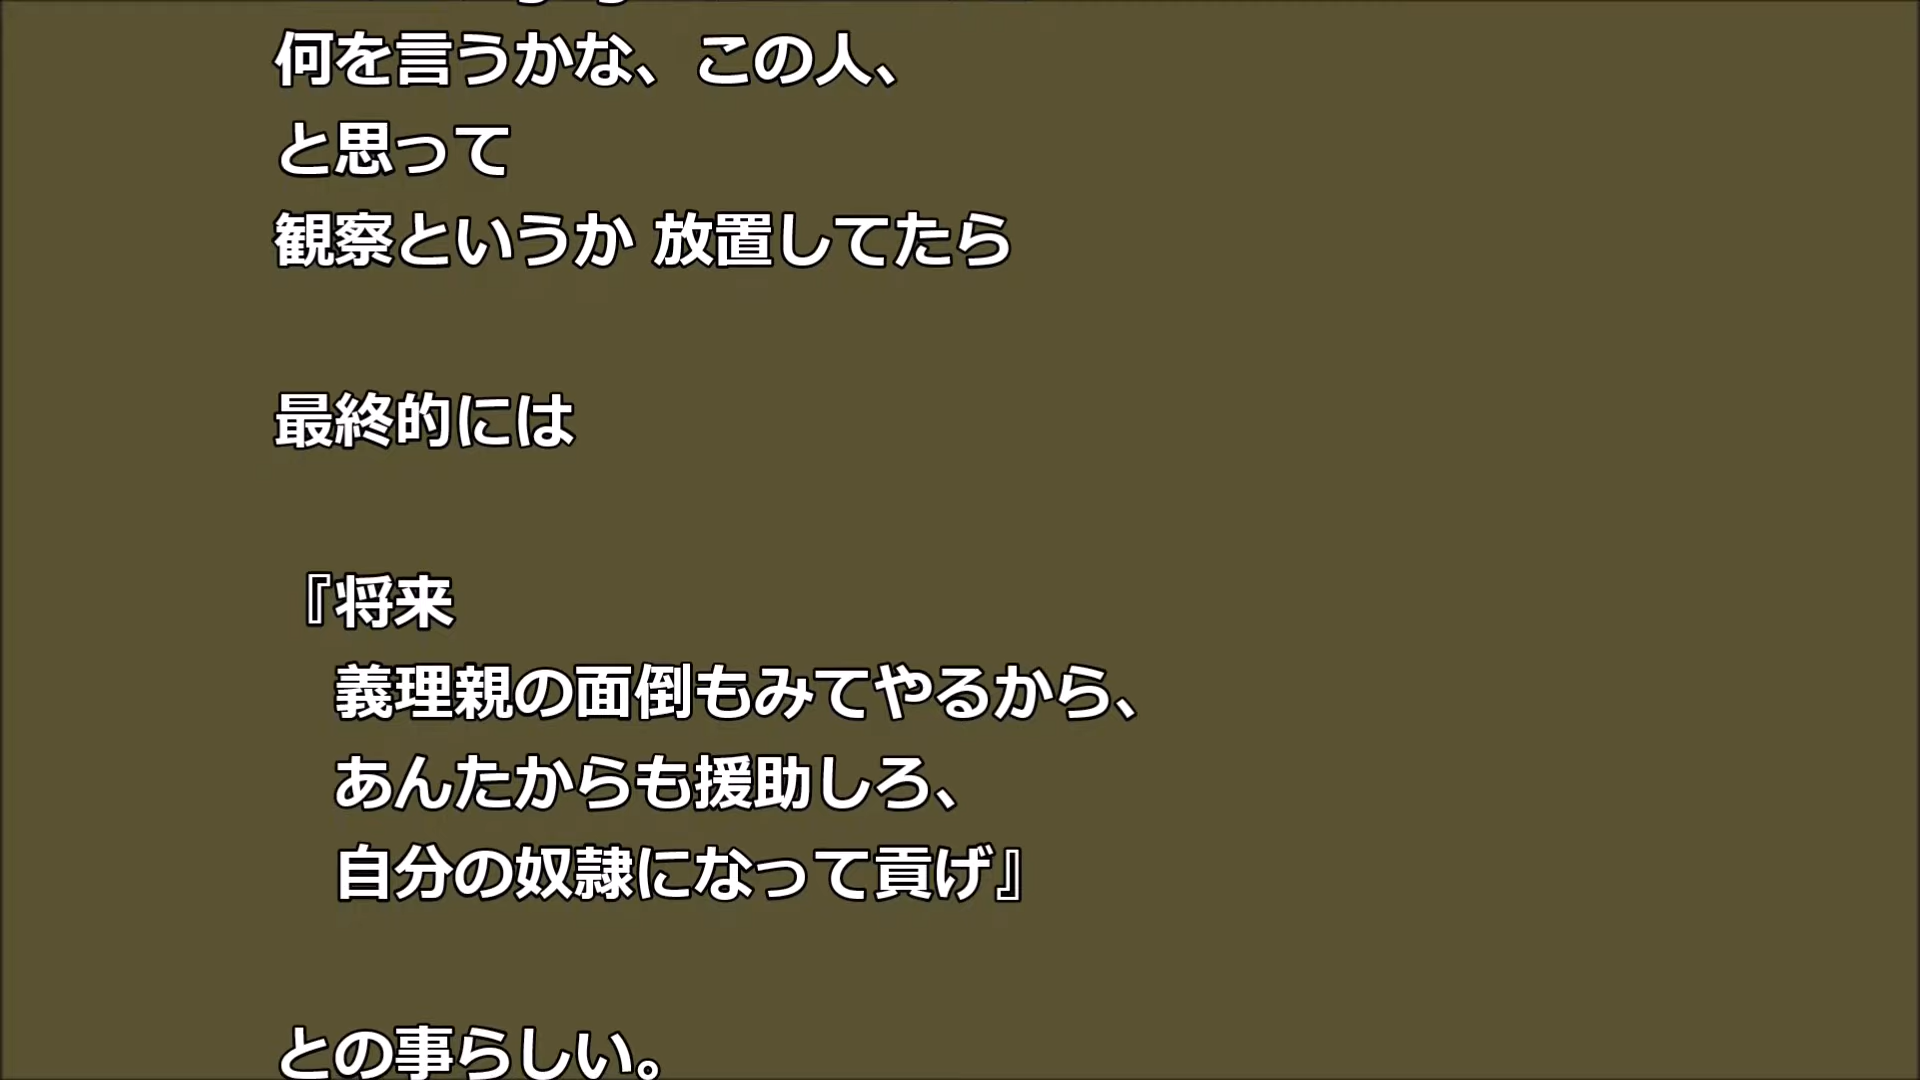 何を言うかな、この人、
と思って
観察というか 放置してたら
最終的には
『将来
義理親の面倒もみてやるから、
あんたからも援助しろ、
自分の奴隷になって貢げ』
との事らしい。